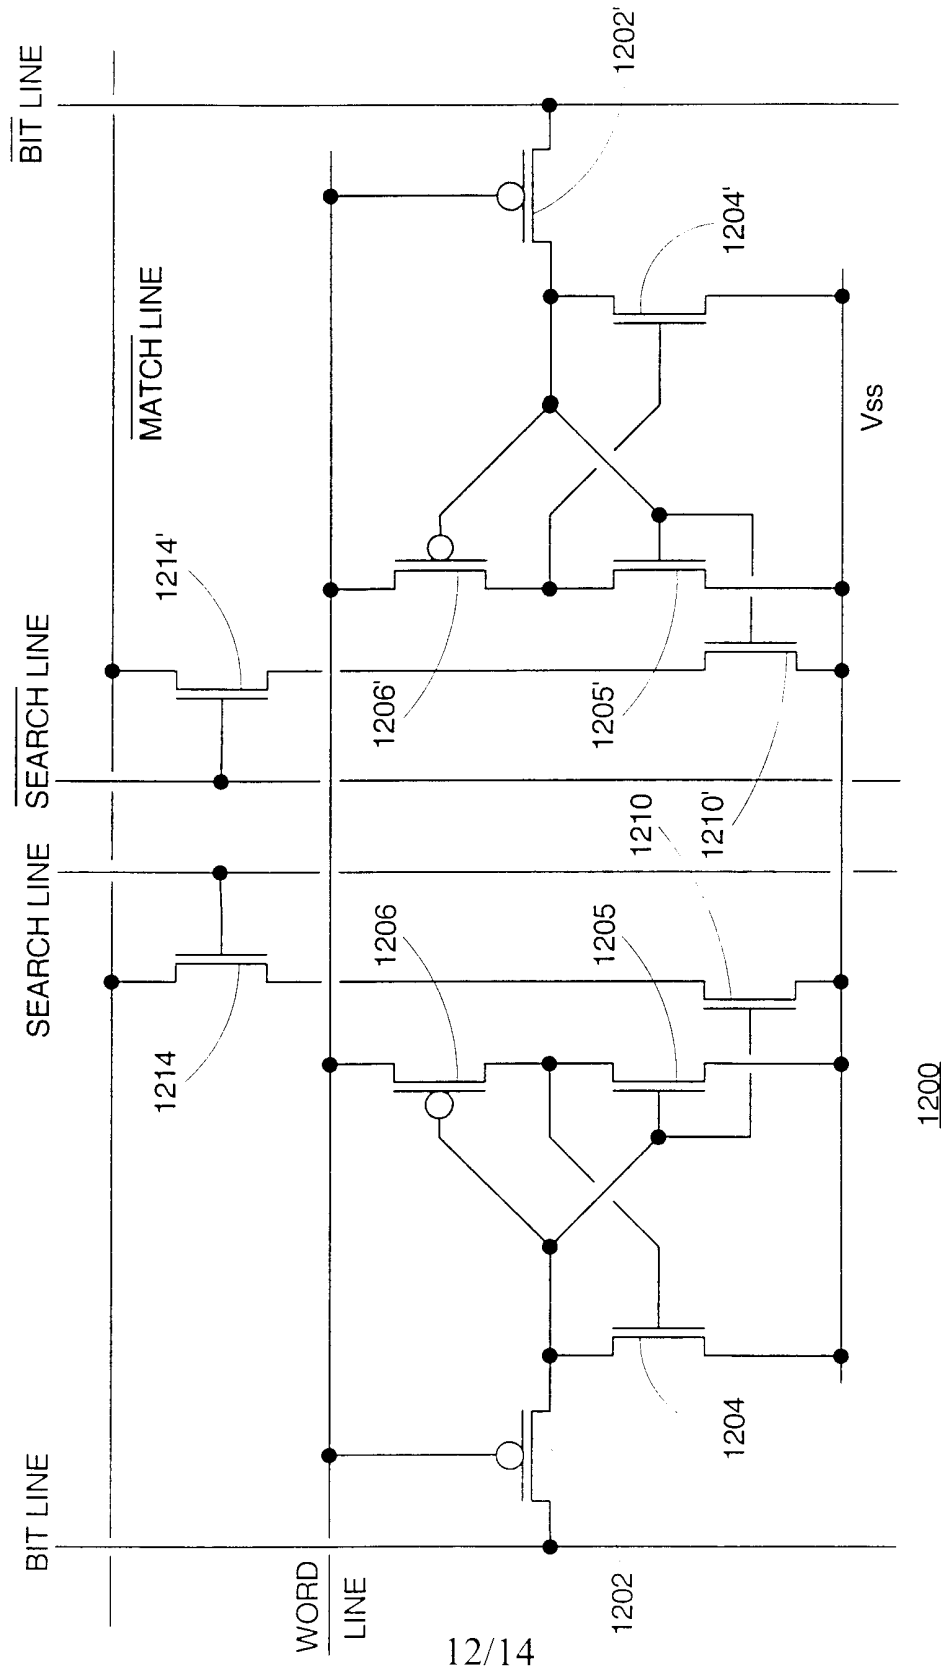 BIT LINE
SEARCH LINE
SEARCH LINE
BIT LINE
MATCH LINE
WORD
LINE
1214
1214'
1206
1206'
1202
1202'
1204
1204'
1205
1205'
1210
1210'
Vss
1200
12/14